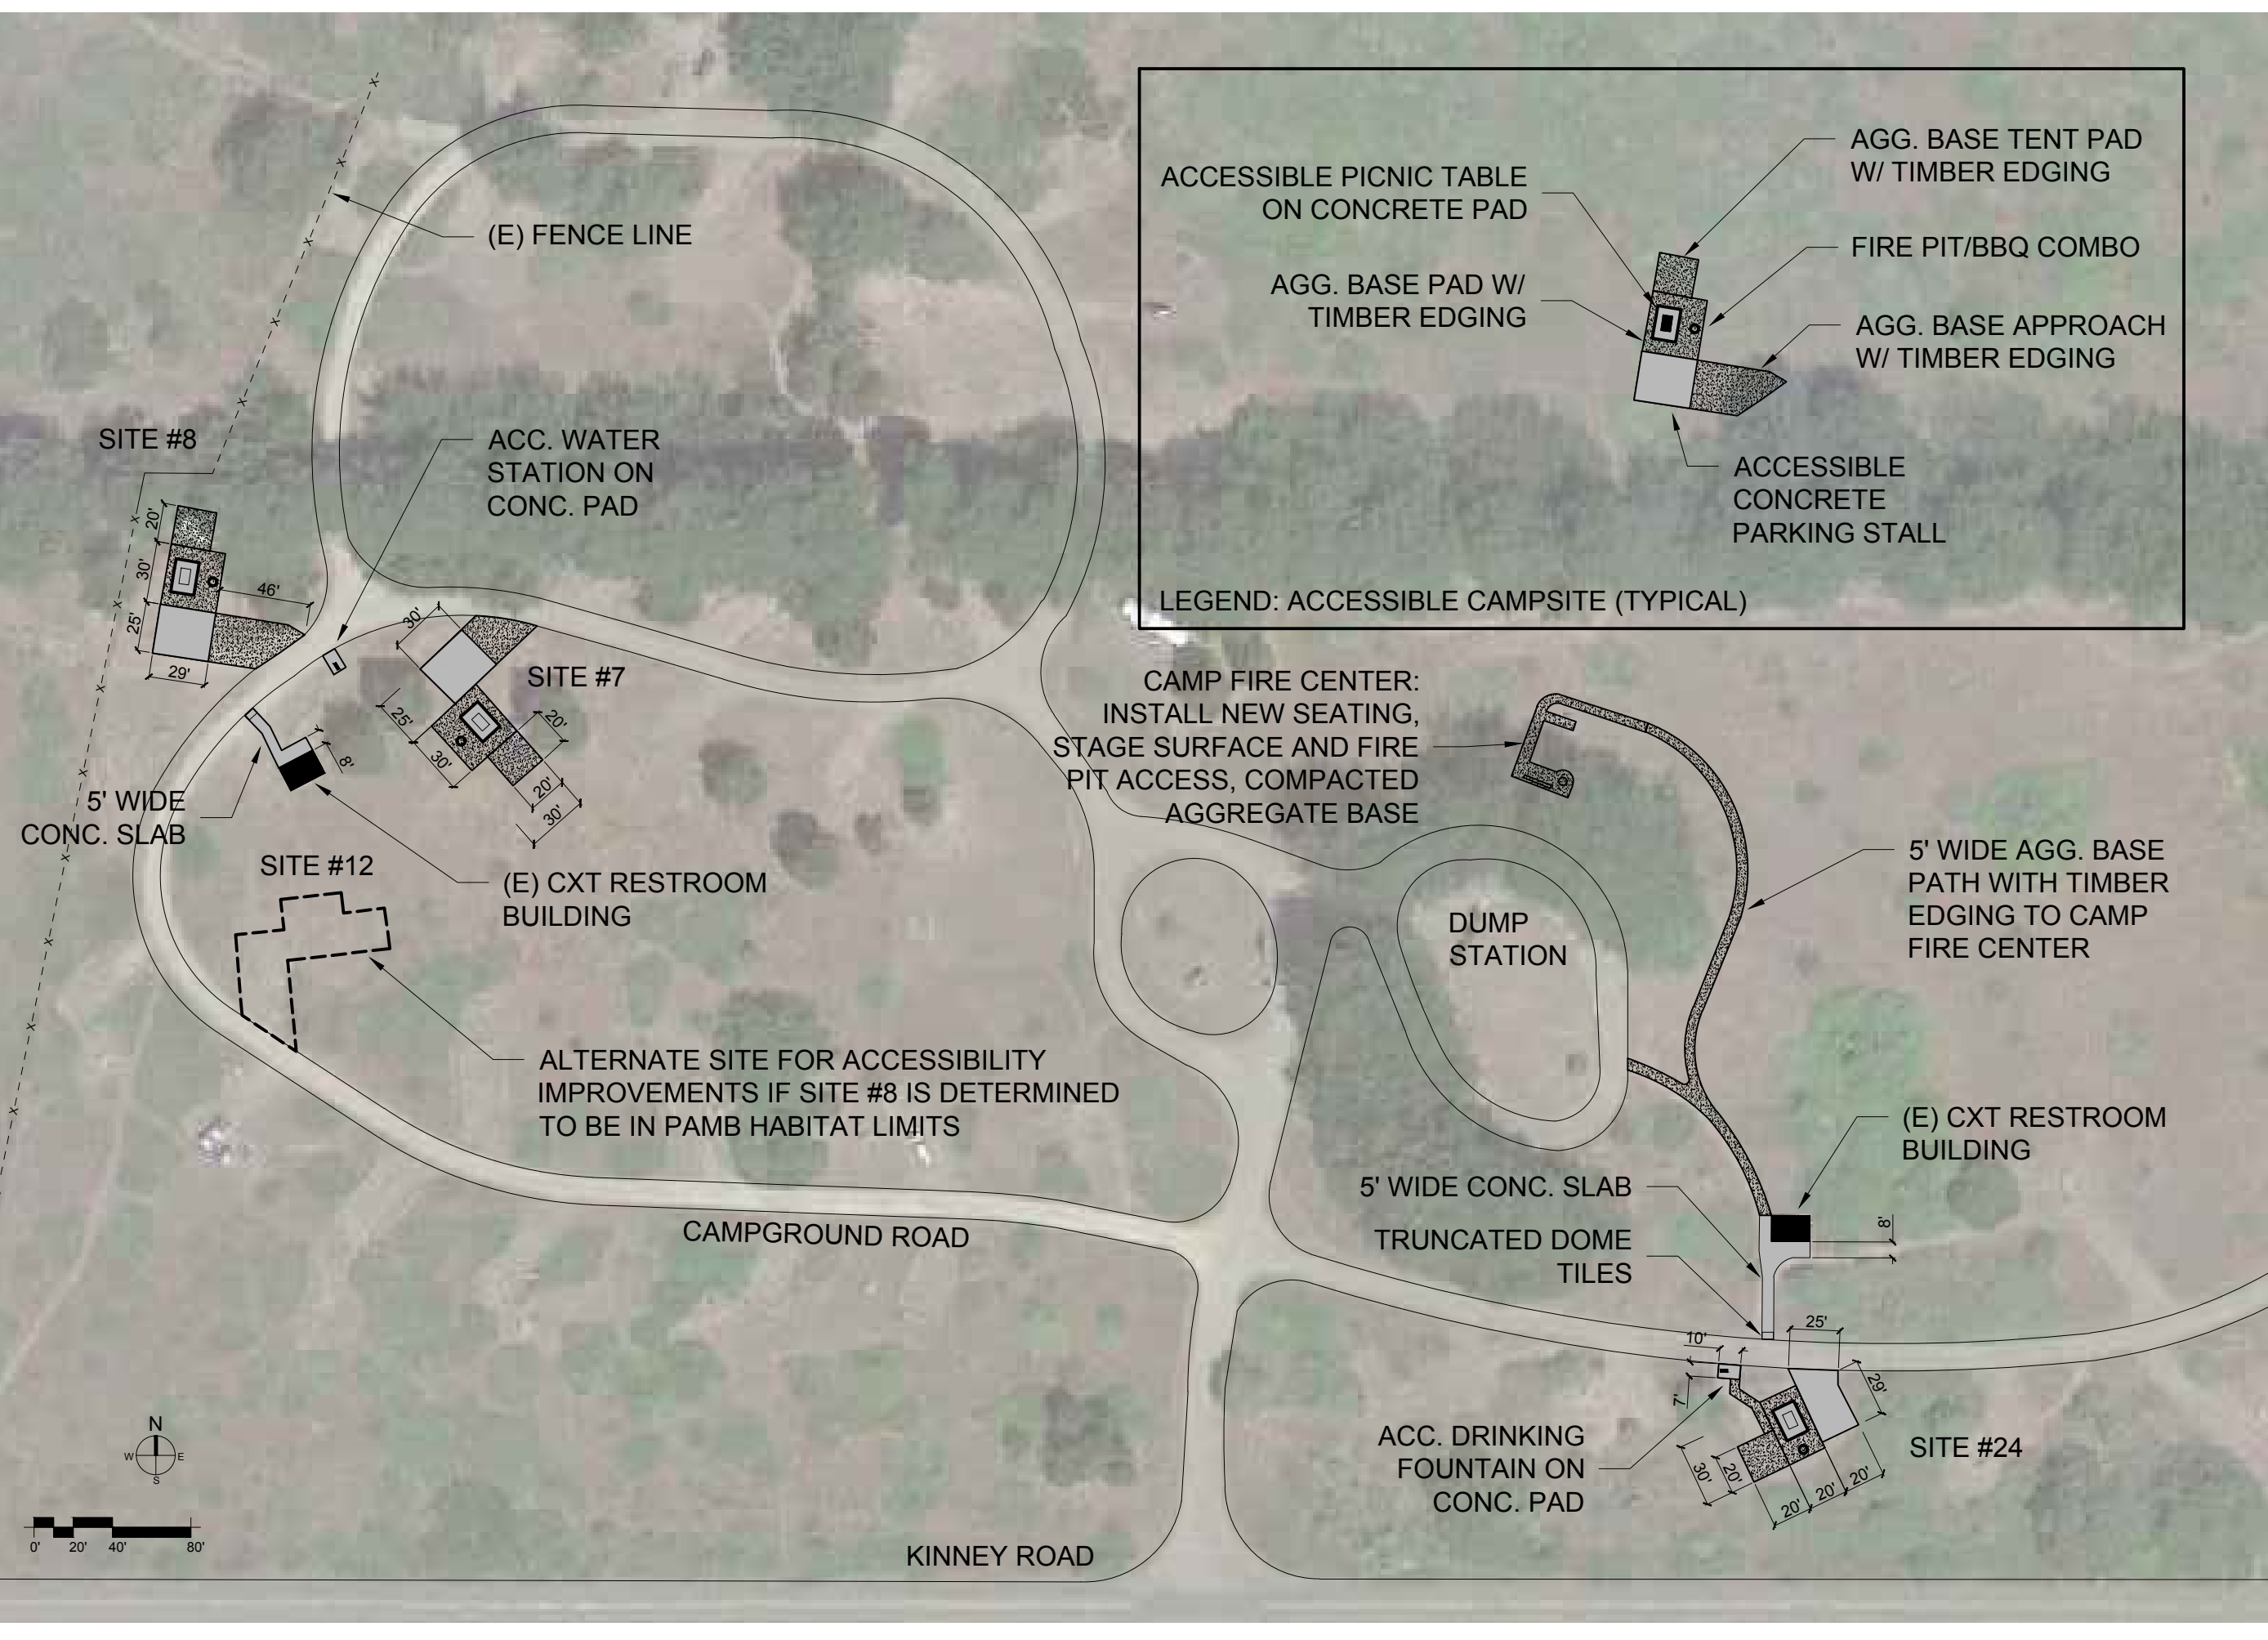 ACCESSIBLE PICNIC TABLE
ON CONCRETE PAD
AGG. BASE TENT PAD
W/ TIMBER EDGING
FIRE PIT/BBQ COMBO
AGG. BASE PAD W/
TIMBER EDGING
AGG. BASE APPROACH
W/ TIMBER EDGING
ACCESSIBLE
CONCRETE
PARKING STALL
LEGEND: ACCESSIBLE CAMPSITE (TYPICAL)
(E) FENCE LINE
SITE #8
20'
30'
25'
46'
29'
ACC. WATER
STATION ON
CONC. PAD
SITE #7
30'
25'
30'
20'
20'
30'
8'
5' WIDE
CONC. SLAB
(E) CXT RESTROOM
BUILDING
SITE #12
ALTERNATE SITE FOR ACCESSIBILITY
IMPROVEMENTS IF SITE #8 IS DETERMINED
TO BE IN PAMB HABITAT LIMITS
CAMP FIRE CENTER:
INSTALL NEW SEATING,
STAGE SURFACE AND FIRE
PIT ACCESS, COMPACTED
AGGREGATE BASE
DUMP
STATION
5' WIDE AGG. BASE
PATH WITH TIMBER
EDGING TO CAMP
FIRE CENTER
(E) CXT RESTROOM
BUILDING
8'
5' WIDE CONC. SLAB
TRUNCATED DOME
TILES
CAMPGROUND ROAD
10'
25'
7'
29'
ACC. DRINKING
FOUNTAIN ON
CONC. PAD
SITE #24
30'
20'
20'
20'
20'
N
W E
S
0' 20' 40' 80'
KINNEY ROAD